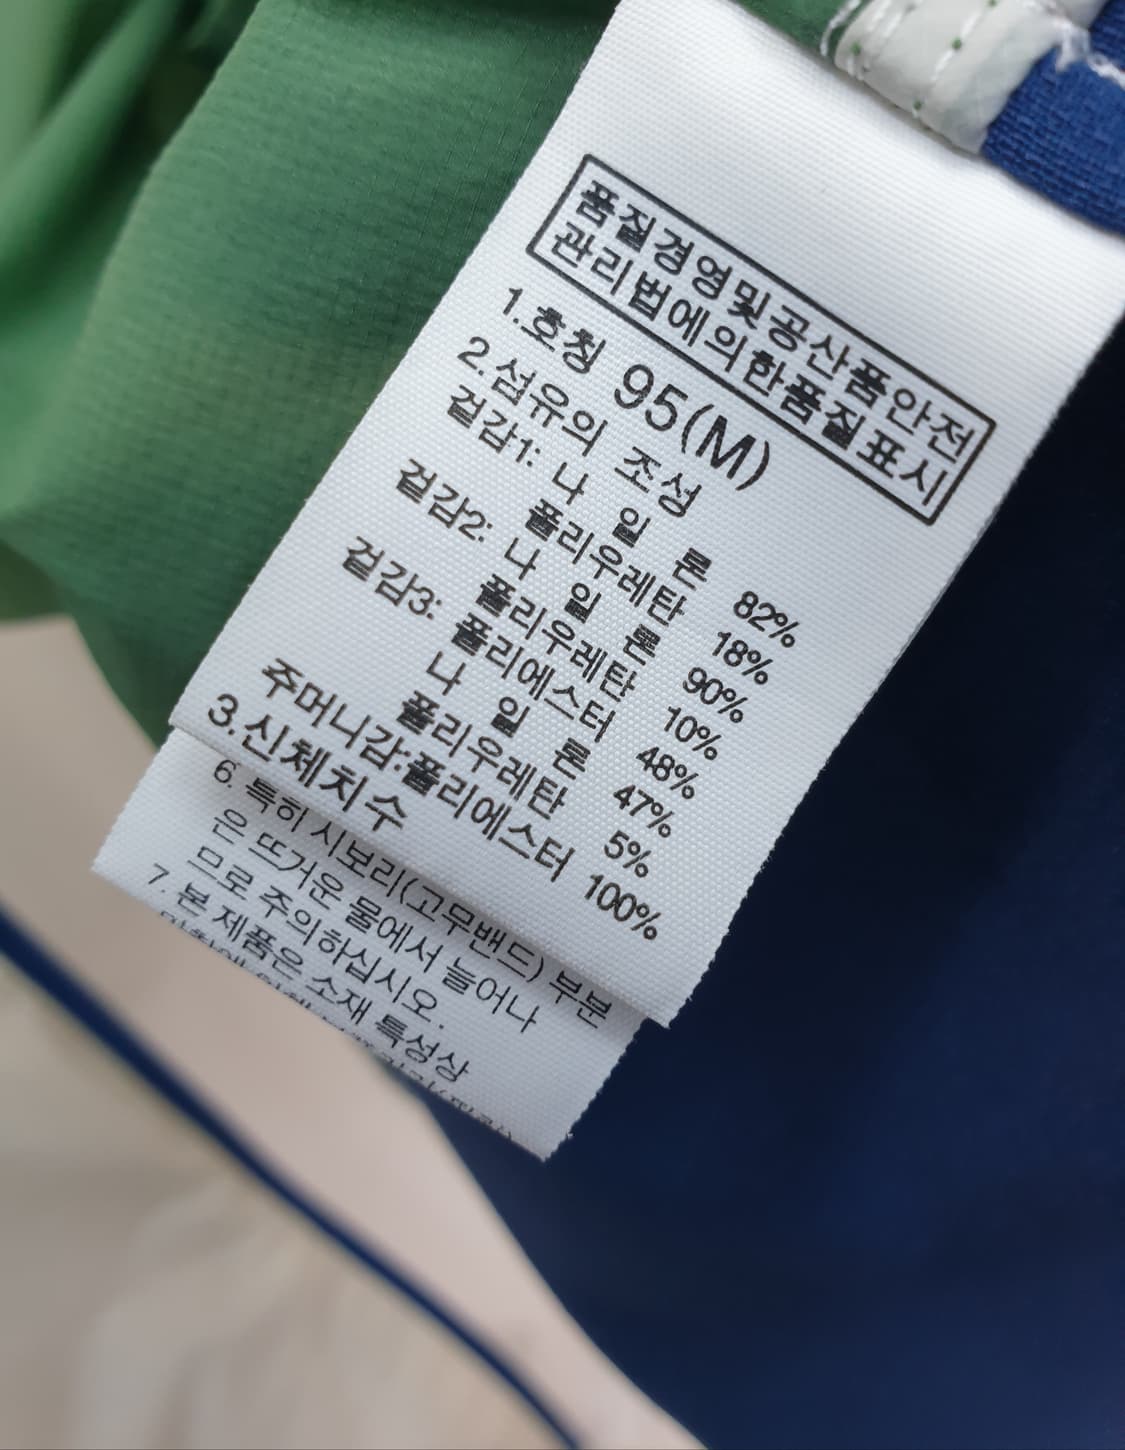 품질경영및공산품안전
관리법에의한품질표시
1.호칭 95(M)
2.섬유의 조성
겉감1: 나 일 론 82%
폴리우레탄 18%
겉감2: 나 일 론 90%
폴리우레탄 10%
겉감3: 폴리에스터 48%
나 일 론 47%
폴리우레탄 5%
주머니감:폴리에스터 100%
3.신체치수
6. 특히 시보리(고무밴드) 부분
은 뜨거운 물에서 늘어나
므로 주의하십시오.
7. 본 제품은 소재 특성상